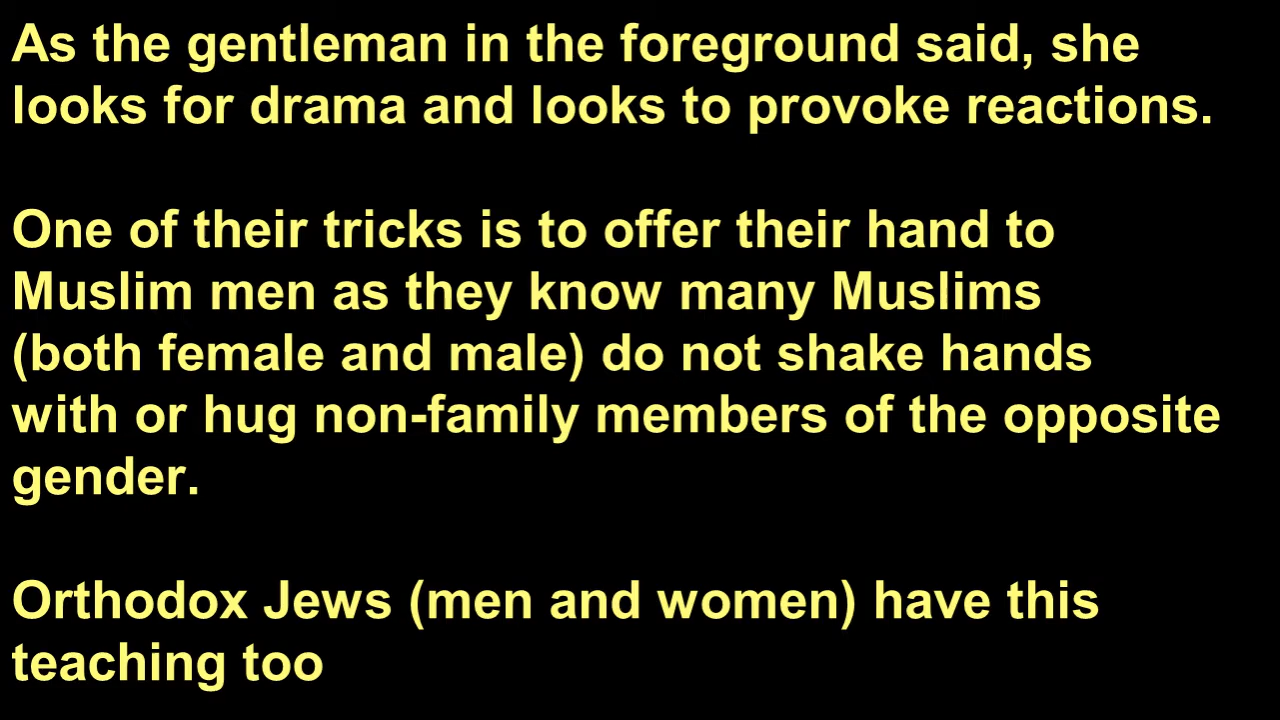 As the gentleman in the foreground said, she
looks for drama and looks to provoke reactions.
One of their tricks is to offer their hand to
Muslim men as they know many Muslims
(both female and male) do not shake hands
with or hug non-family members of the opposite
gender.
Orthodox Jews (men and women) have this
teaching too